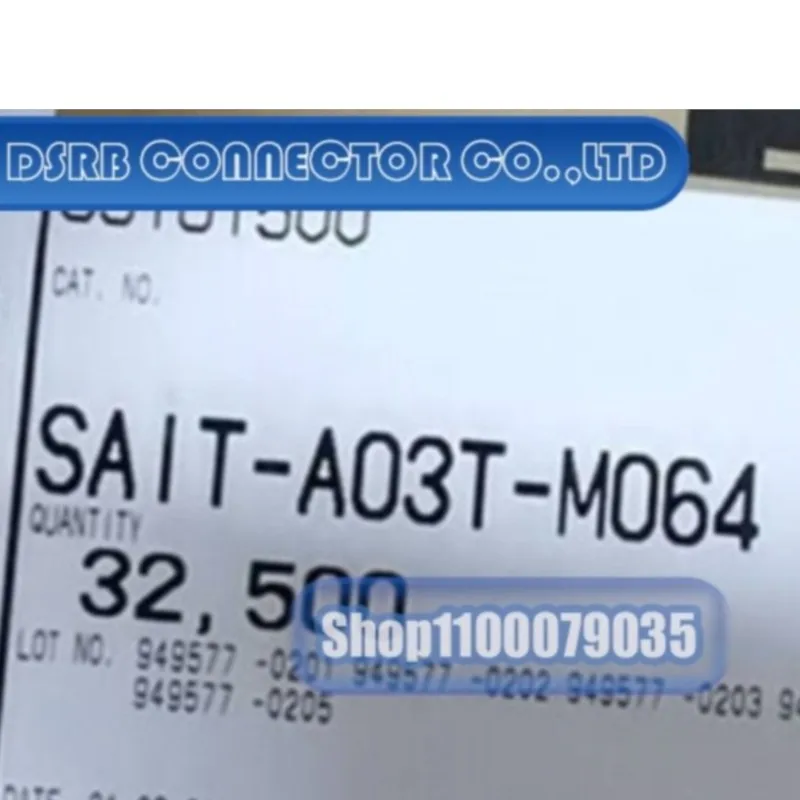 DSRB CONNECTOR CO.,LTD
CAT. NO.
SAIT-A03T-M064
QUANTITY
32,500
Shop1100079035
LOT NO. 949577 -0201 949577 -0202 949577 -0203
949577 -0205